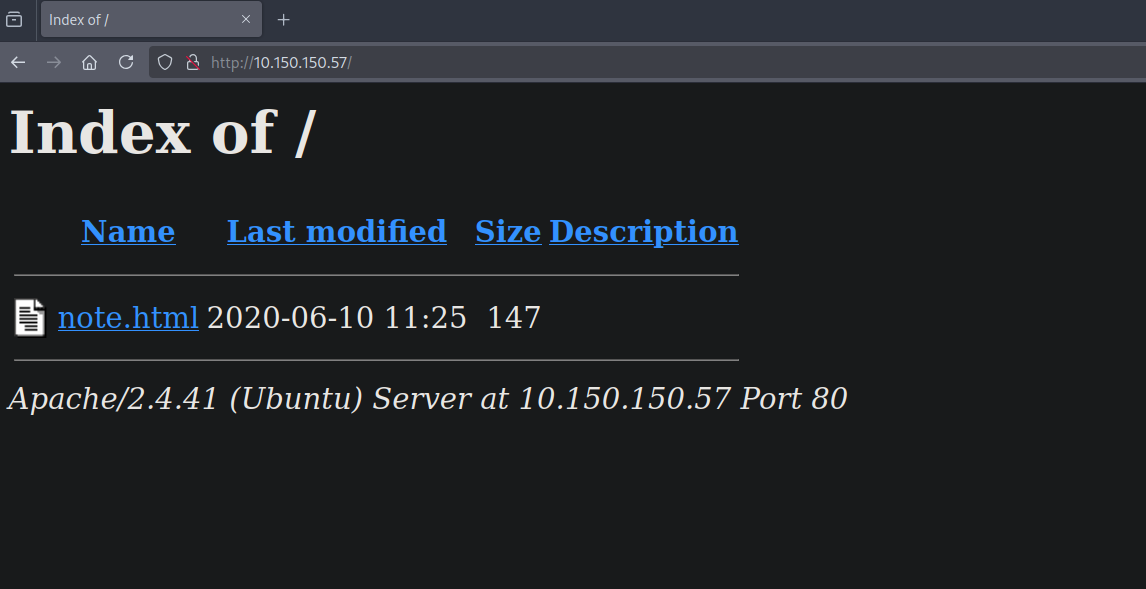 Index of /
http://10.150.150.57/
Index of /
Name Last modified Size Description
note.html 2020-06-10 11:25 147
Apache/2.4.41 (Ubuntu) Server at 10.150.150.57 Port 80